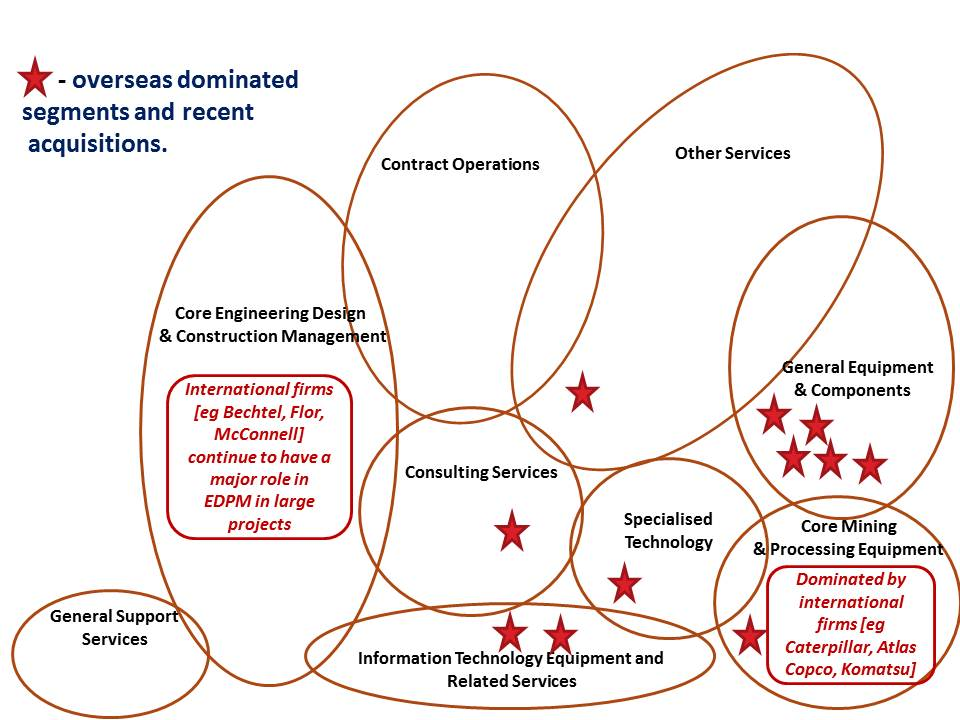 - overseas dominated
segments and recent
acquisitions.
Contract Operations
Other Services
Core Engineering Design
& Construction Management
International firms
[eg Bechtel, Flor,
McConnell]
continue to have a
major role in
EDPM in large
projects
General Equipment
& Components
Consulting Services
Specialised
Technology
Core Mining
& Processing Equipment
Dominated by
international
firms [eg
Caterpillar, Atlas
Copco, Komatsu]
General Support
Services
Information Technology Equipment and
Related Services